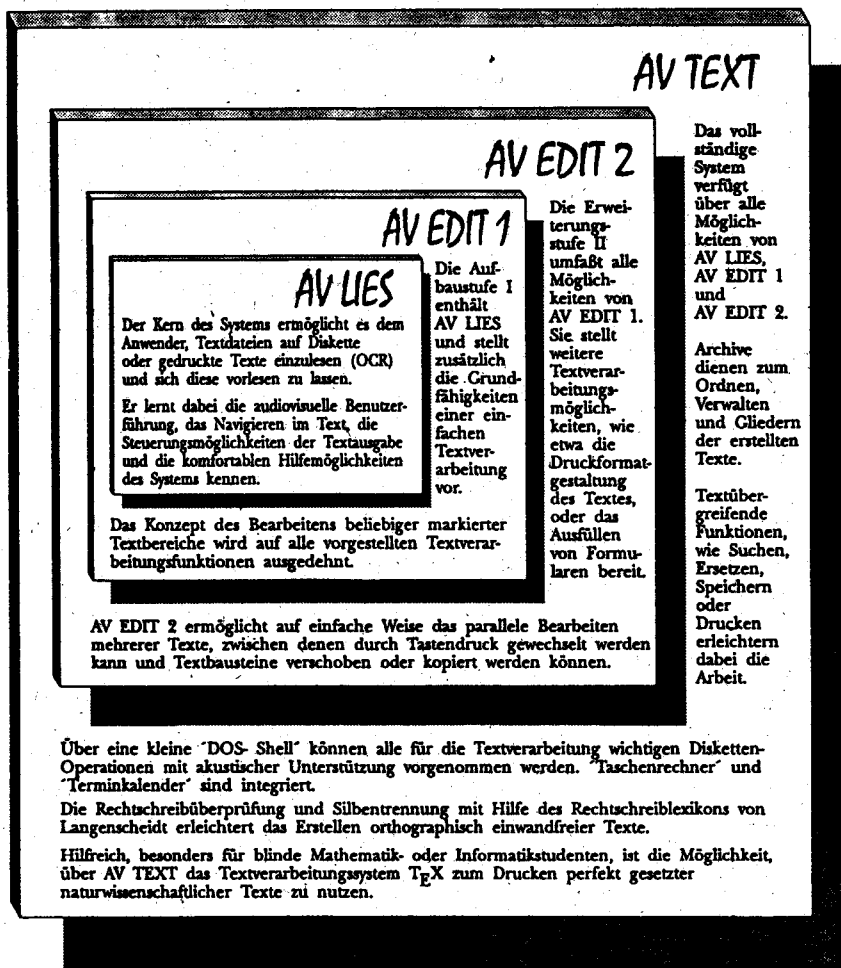 AV TEXT
Das voll-
ständige
System
verfügt
über alle
Möglich-
keiten von
AV LIES,
AV EDIT 1
und
AV EDIT 2.
Archive
dienen zum
Ordnen,
Verwalten
und Gliedern
der erstellten
Texte.
Textüber-
greifende
Funktionen,
wie Suchen,
Ersetzen,
Speichern
oder
Drucken
erleichtern
dabei die
Arbeit.
AV EDIT 2
Die Erwei-
terungs-
stufe II
umfaßt alle
Möglich-
keiten von
AV EDIT 1.
Sie stellt
weitere
Textverar-
beitungs-
möglich-
keiten, wie
etwa die
Druckformat-
gestaltung
des Textes,
oder das
Ausfüllen
von Formu-
laren bereit.
AV EDIT 1
Die Auf-
baustufe I
enthält
AV LIES
und stellt
zusätzlich
die Grund-
fähigkeiten
einer ein-
fachen
Textver-
arbeitung
vor.
AV LIES
Der Kern des Systems ermöglicht es dem
Anwender, Textdateien auf Diskette
oder gedruckte Texte einzulesen (OCR)
und sich diese vorlesen zu lassen.
Er lernt dabei die audiovisuelle Benutzer-
führung, das Navigieren im Text, die
Steuerungsmöglichkeiten der Textausgabe
und die komfortablen Hilfemöglichkeiten
des Systems kennen.
Das Konzept des Bearbeitens beliebiger markierter
Textbereiche wird auf alle vorgestellten Textverar-
beitungsfunktionen ausgedehnt.
AV EDIT 2 ermöglicht auf einfache Weise das parallele Bearbeiten
mehrerer Texte, zwischen denen durch Tastendruck gewechselt werden
kann und Textbausteine verschoben oder kopiert werden können.
Über eine kleine "DOS- Shell" können alle für die Textverarbeitung wichtigen Disketten-
Operationen mit akustischer Unterstützung vorgenommen werden. "Taschenrechner" und
"Terminkalender" sind integriert.
Die Rechtschreibüberprüfung und Silbentrennung mit Hilfe des Rechtschreiblexikons von
Langenscheidt erleichtert das Erstellen orthographisch einwandfreier Texte.
Hilfreich, besonders für blinde Mathematik- oder Informatikstudenten, ist die Möglichkeit,
über AV TEXT das Textverarbeitungssystem TEX zum Drucken perfekt gesetzter
naturwissenschaftlicher Texte zu nutzen.